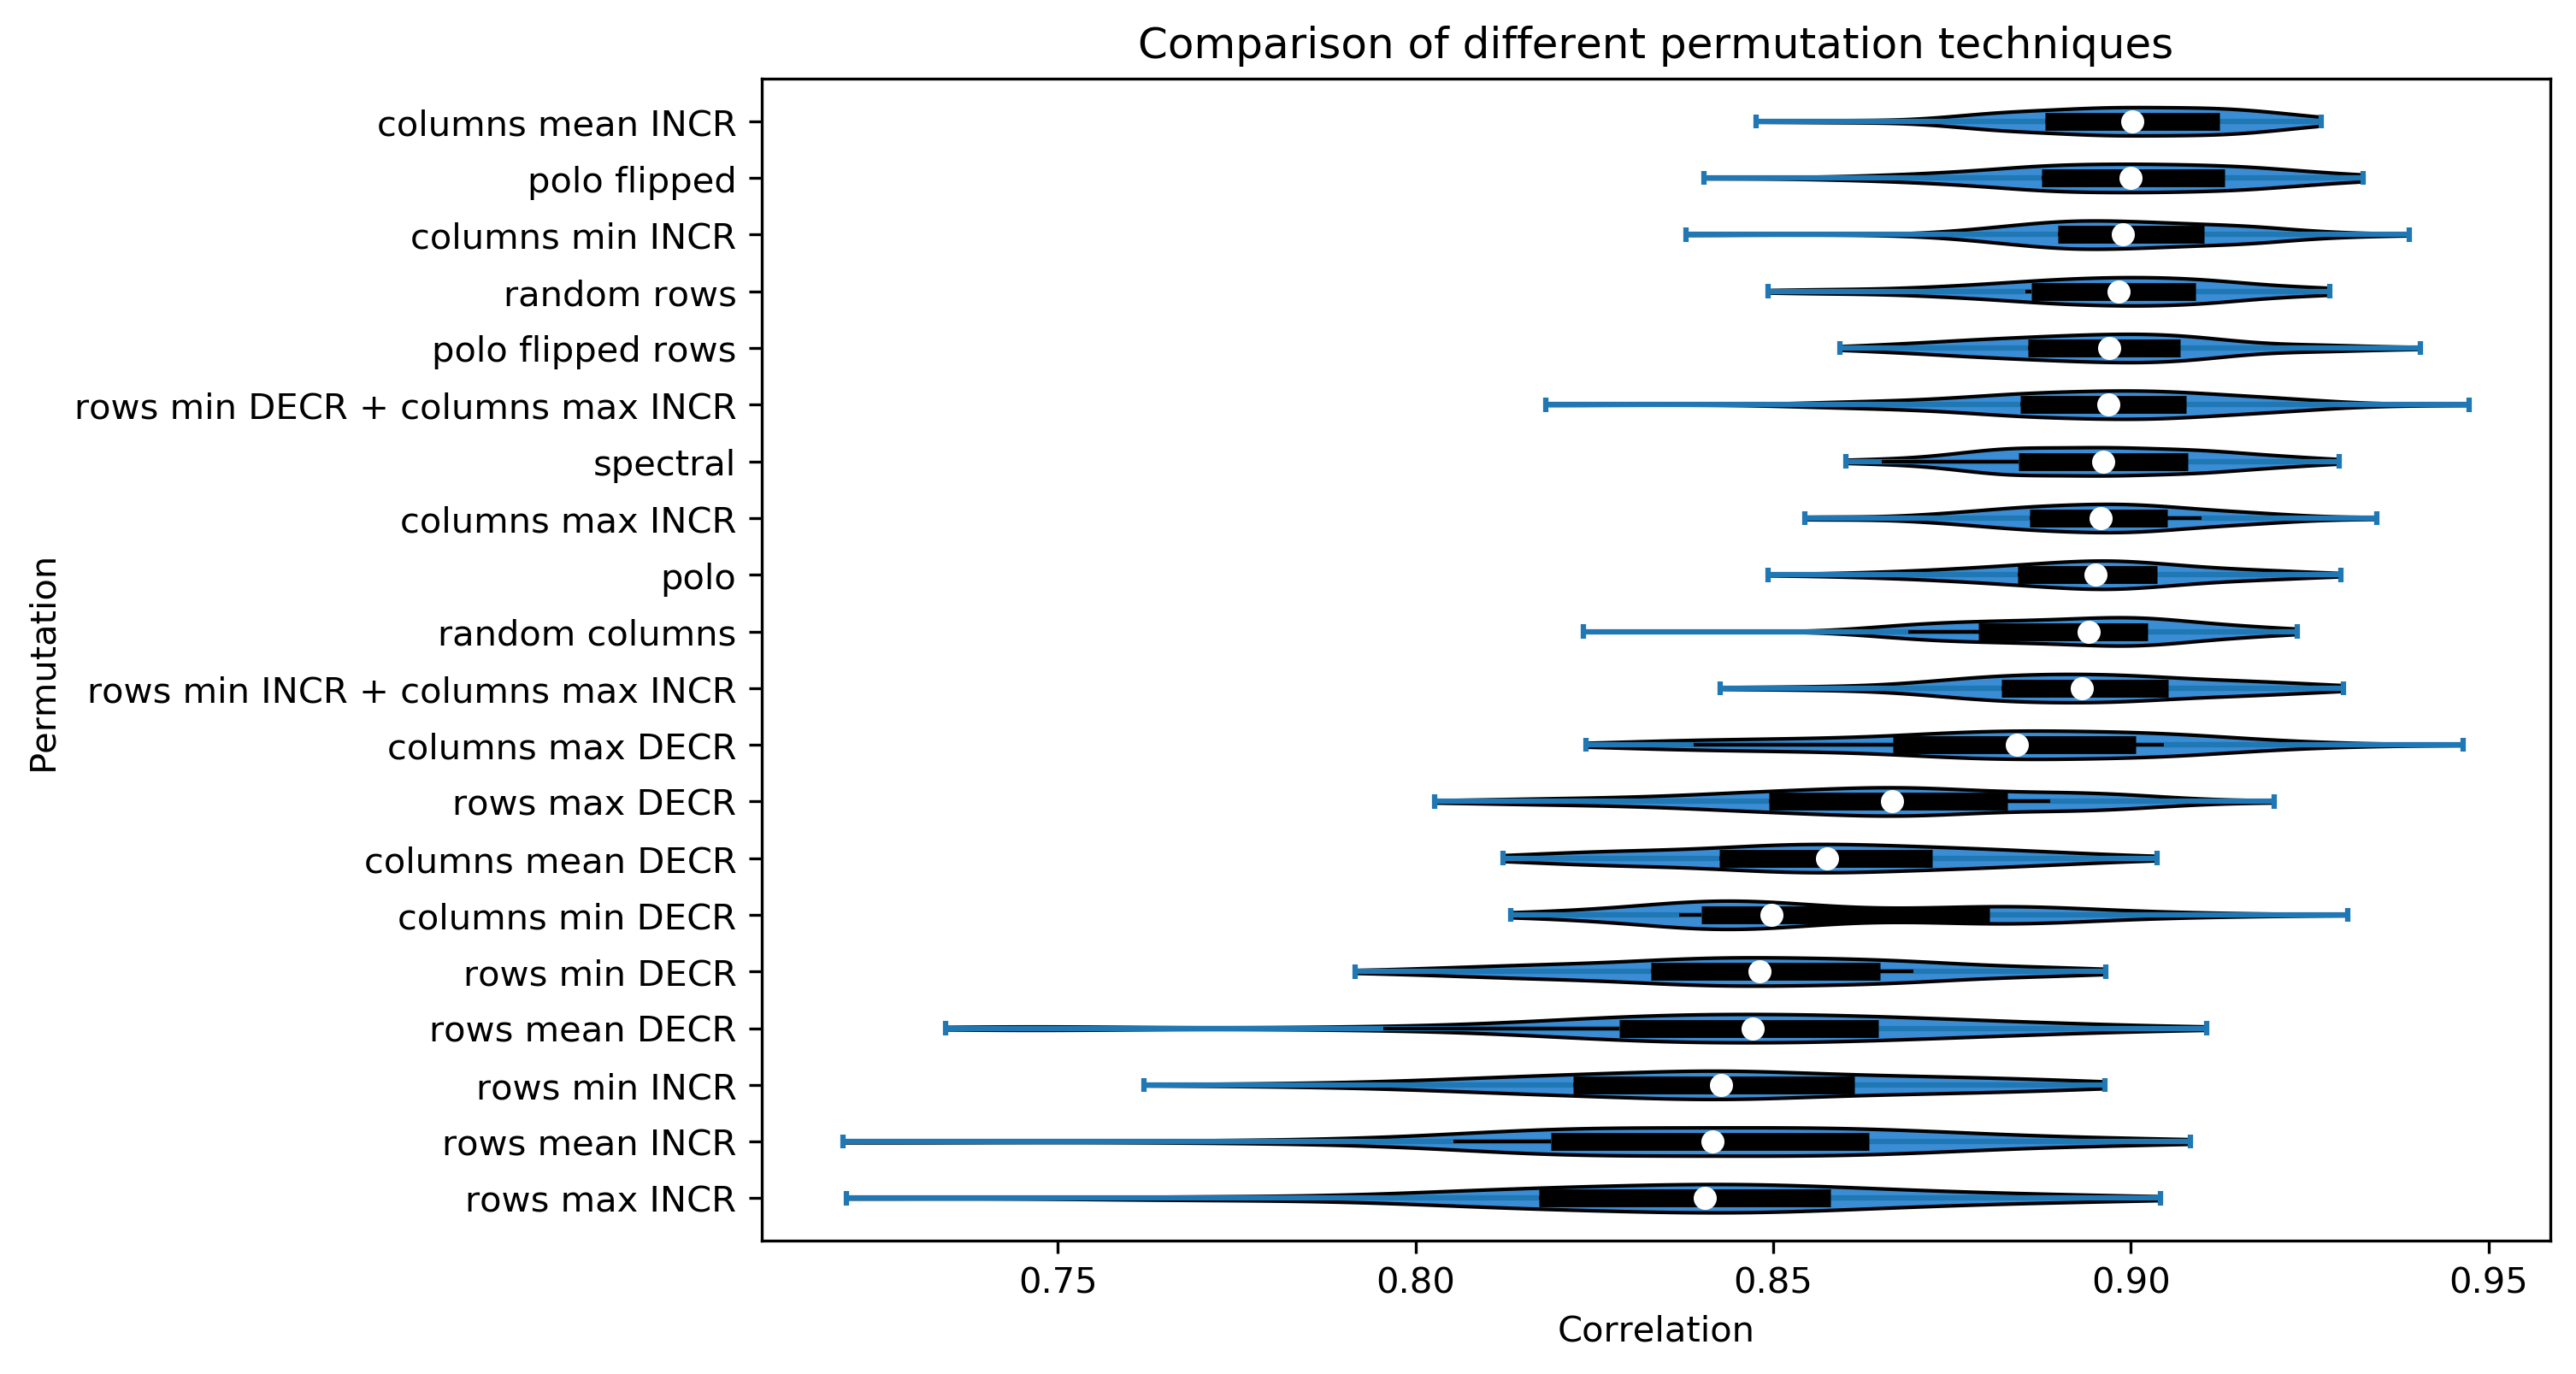 Comparison of different permutation techniques
columns mean INCR
polo flipped
columns min INCR
random rows
polo flipped rows
rows min DECR + columns max INCR
spectral
columns max INCR
polo
random columns
rows min INCR + columns max INCR
columns max DECR
rows max DECR
columns mean DECR
columns min DECR
rows min DECR
rows mean DECR
rows min INCR
rows mean INCR
rows max INCR
Permutation
0.75 0.80 0.85 0.90 0.95
Correlation